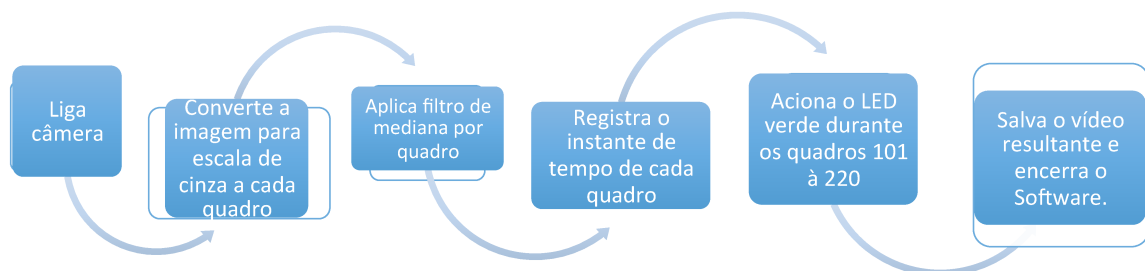 Liga
câmera
Converte a
imagem para
escala de
cinza a cada
quadro
Aplica filtro de
mediana por
quadro
Registra o
instante de
tempo de cada
quadro
Aciona o LED
verde durante
os quadros 101
à 220
Salva o vídeo
resultante e
encerra o
Software.